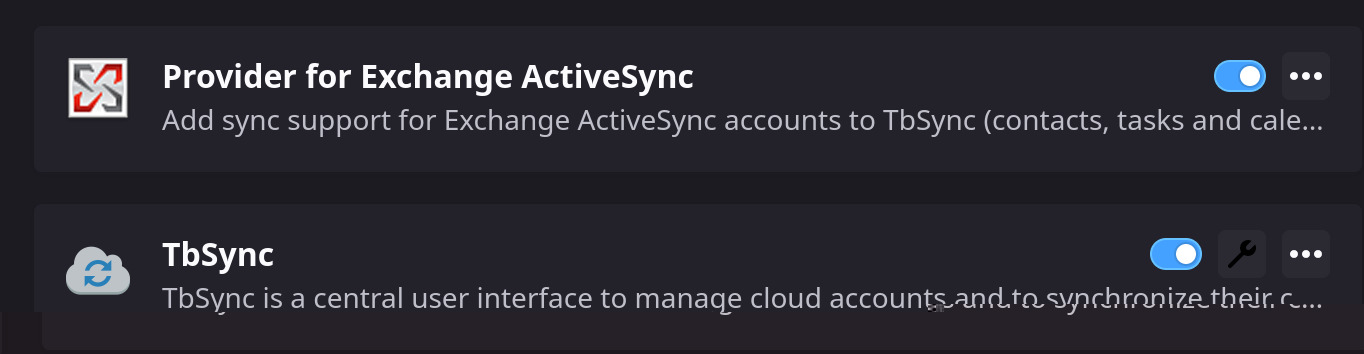 Provider for Exchange ActiveSync
Add sync support for Exchange ActiveSync accounts to TbSync (contacts, tasks and cale...
TbSync
TbSync is a central user interface to manage cloud accounts and to synchronize their c...